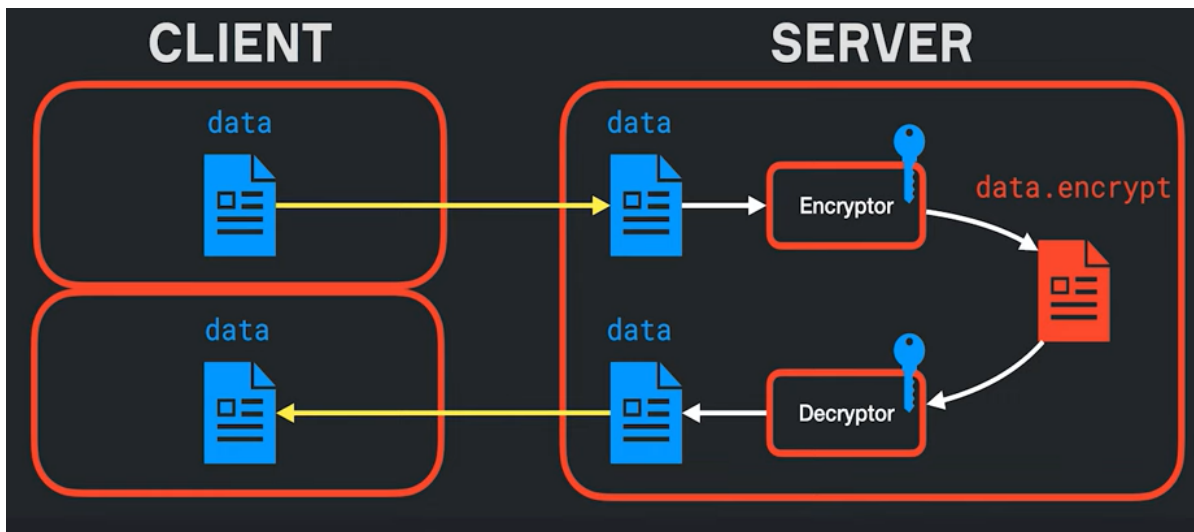 CLIENT
SERVER
data
data
Encryptor
data.encrypt
data
data
Decryptor